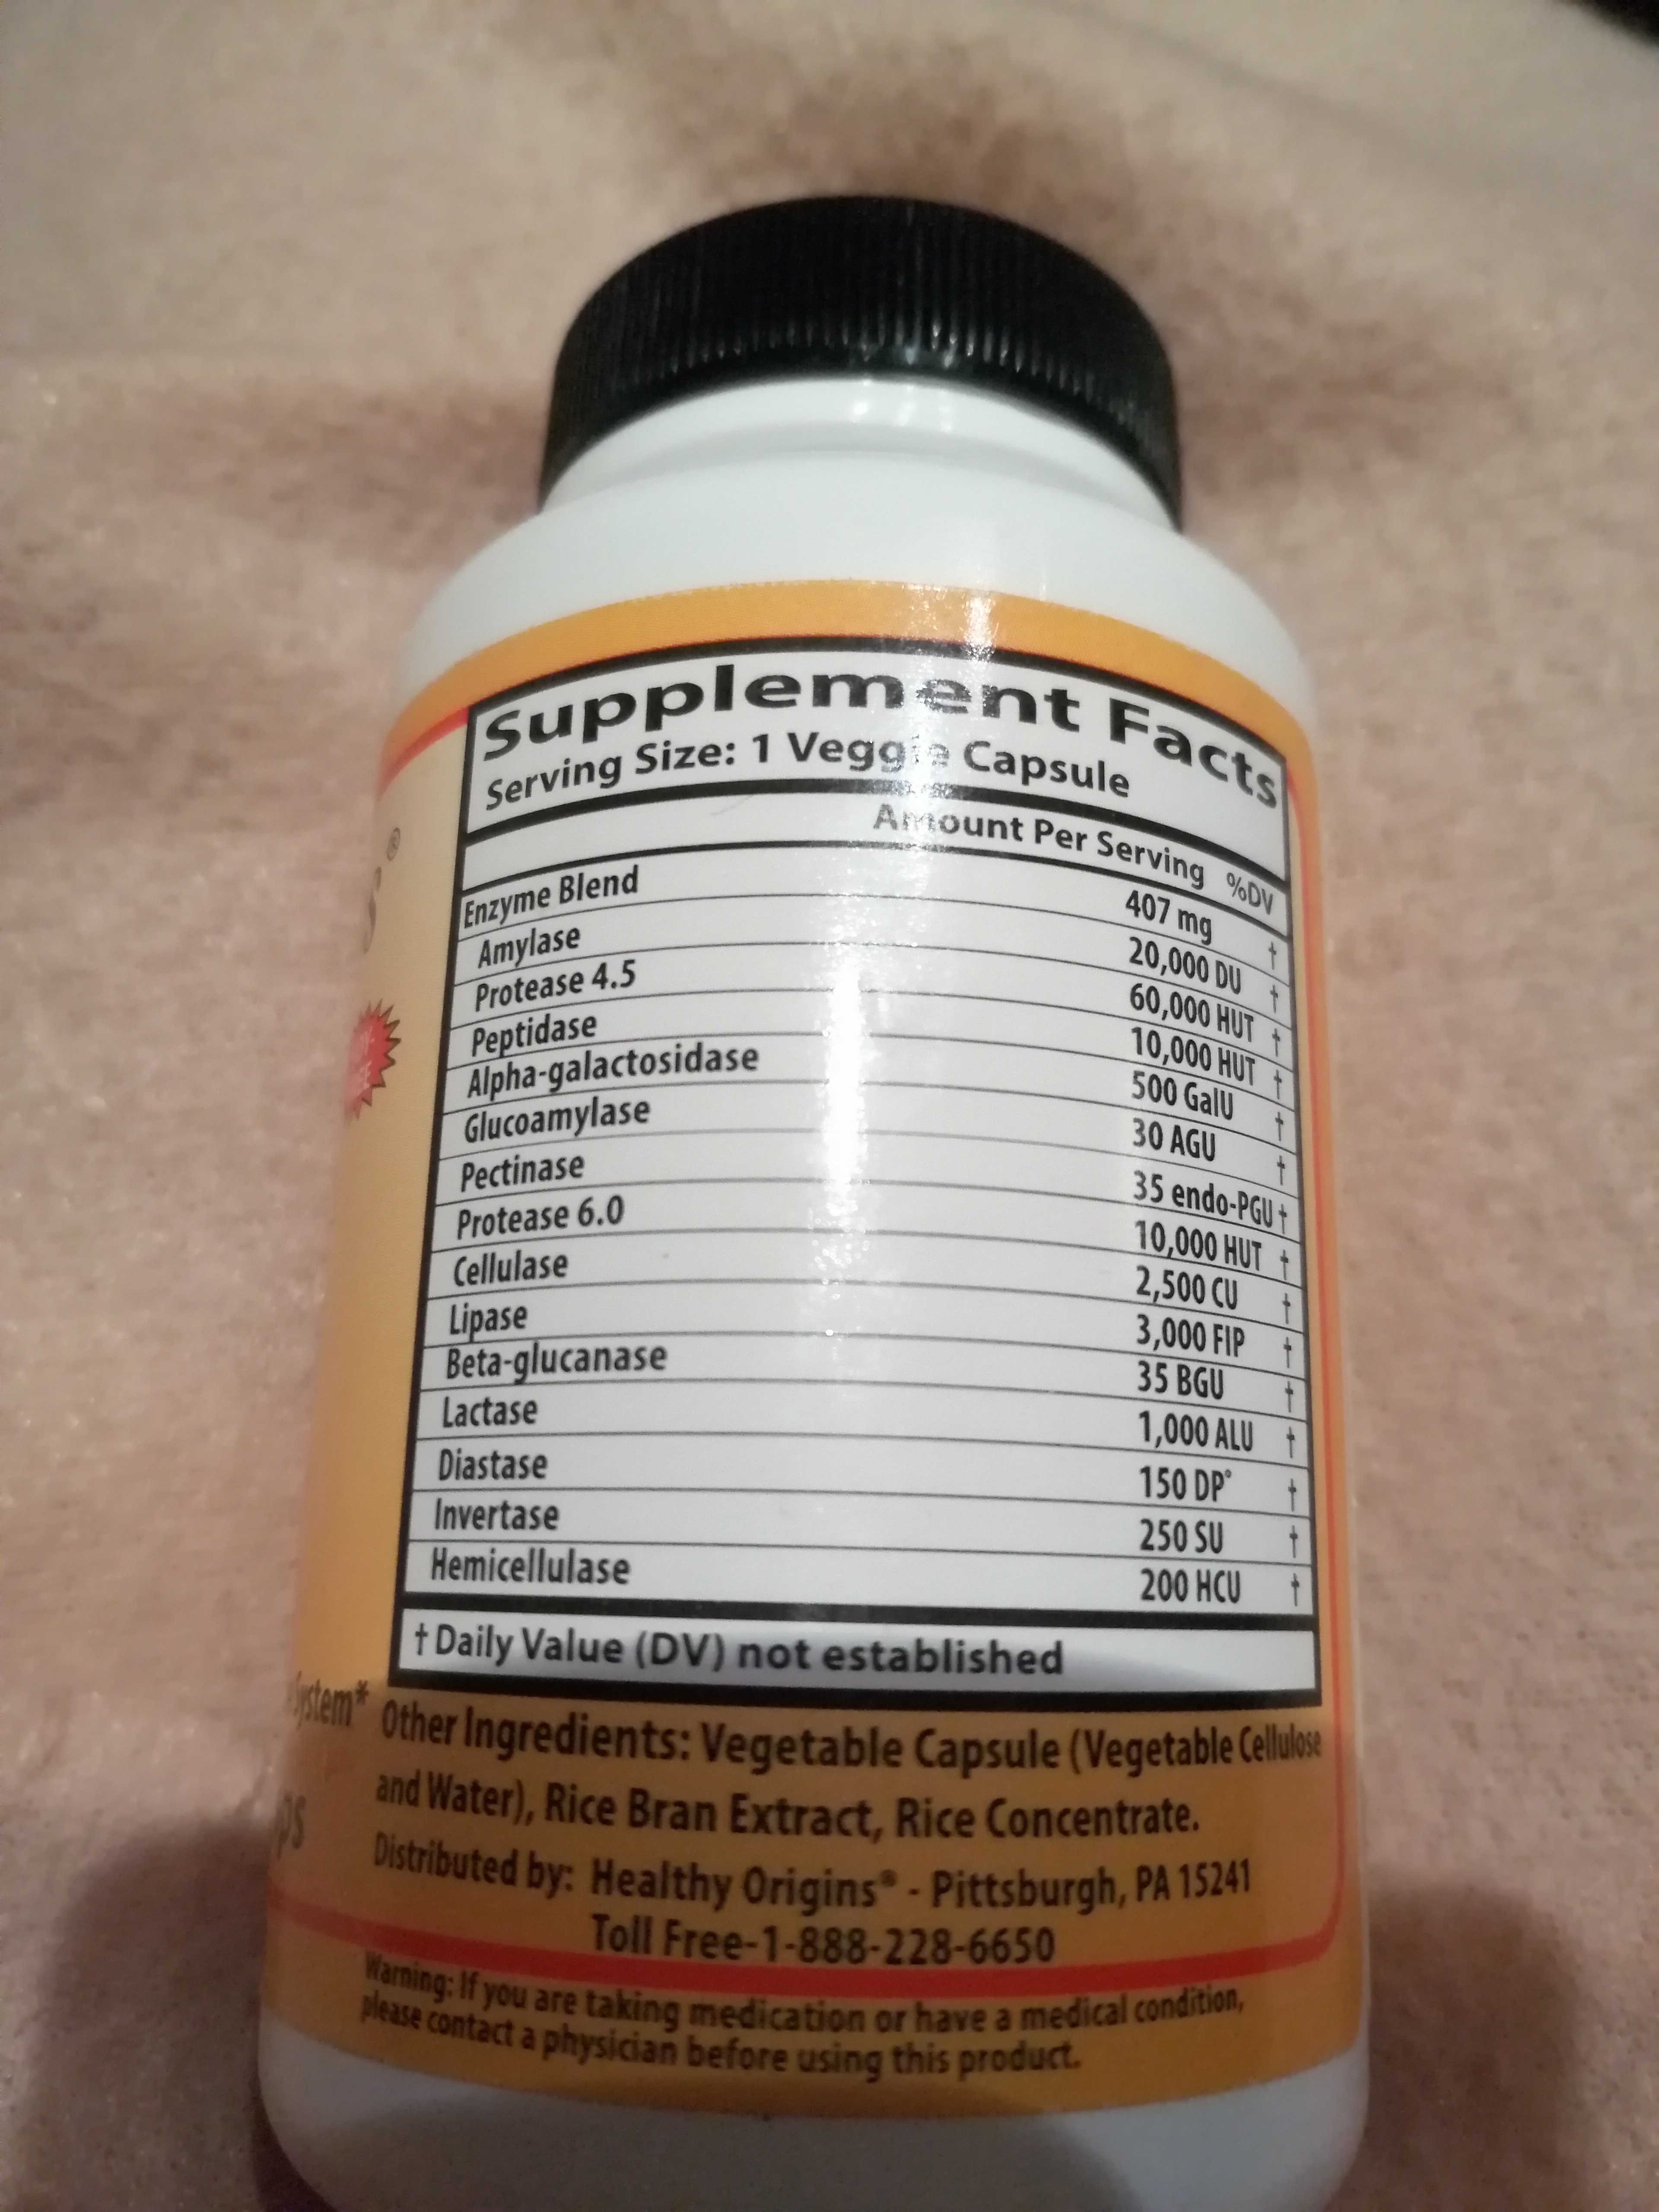 Supplement Facts
Serving Size: 1 Veggie Capsule
Amount Per Serving %DV
Enzyme Blend 407 mg †
Amylase 20,000 DU †
Protease 4.5 60,000 HUT †
Peptidase 10,000 HUT †
Alpha-galactosidase 500 GalU †
Glucoamylase 30 AGU †
Pectinase 35 endo-PGU †
Protease 6.0 10,000 HUT †
Cellulase 2,500 CU †
Lipase 3,000 FIP †
Beta-glucanase 35 BGU †
Lactase 1,000 ALU †
Diastase 150 DP° †
Invertase 250 SU †
Hemicellulase 200 HCU †
† Daily Value (DV) not established
Other Ingredients: Vegetable Capsule (Vegetable Cellulose
and Water), Rice Bran Extract, Rice Concentrate.
Distributed by: Healthy Origins® - Pittsburgh, PA 15241
Toll Free-1-888-228-6650
Warning: If you are taking medication or have a medical condition,
please contact a physician before using this product.
®
System*